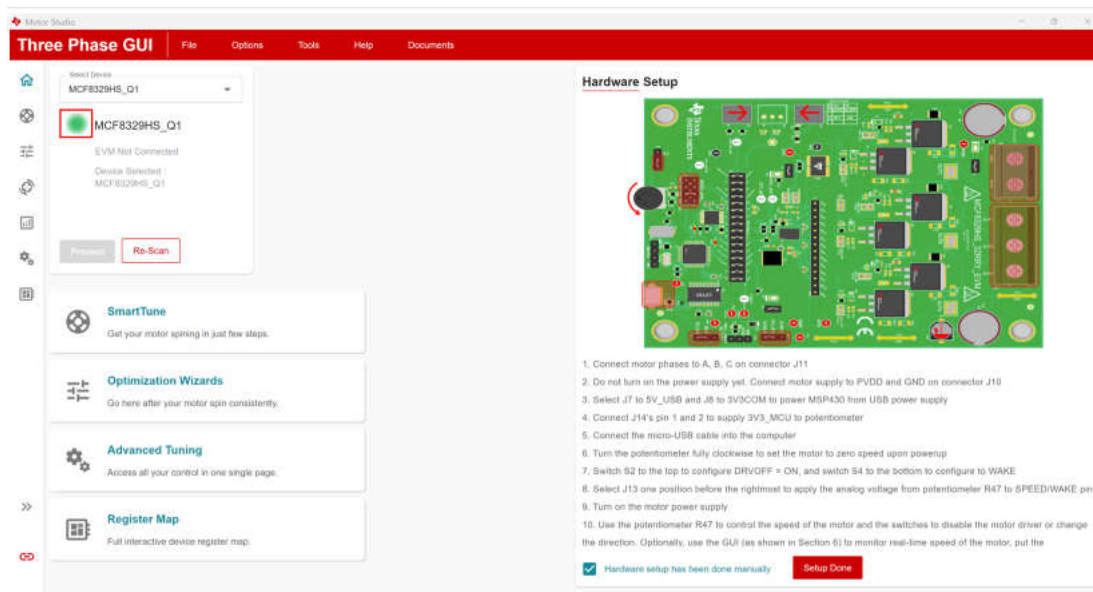 Motor Studio
Three Phase GUI File Options Tools Help Documents
Select Device
MCF8329HS_Q1
MCF8329HS_Q1
EVM Not Connected
Device Selected :
MCF8329HS_Q1
Proceed Re-Scan
SmartTune
Get your motor spining in just few steps.
Optimization Wizards
Go here after your motor spin consistently.
Advanced Tuning
Access all your control in one single page.
Register Map
Full interactive device register map.
Hardware Setup
TEXAS INSTRUMENTS
1. Connect motor phases to A, B, C on connector J11
2. Do not turn on the power supply yet. Connect motor supply to PVDD and GND on connector J10
3. Select J7 to 5V_USB and J8 to 3V3COM to power MSP430 from USB power supply
4. Connect J14's pin 1 and 2 to supply 3V3_MCU to potentiometer
5. Connect the micro-USB cable into the computer
6. Turn the potentiometer fully clockwise to set the motor to zero speed upon powerup
7. Switch S2 to the top to configure DRVOFF = ON, and switch S4 to the bottom to configure to WAKE
8. Select J13 one position before the rightmost to apply the analog voltage from potentiometer R47 to SPEED/WAKE pin
9. Turn on the motor power supply
10. Use the potentiometer R47 to control the speed of the motor and the switches to disable the motor driver or change
the direction. Optionally, use the GUI (as shown in Section 6) to monitor real-time speed of the motor, put the
Hardware setup has been done manually Setup Done